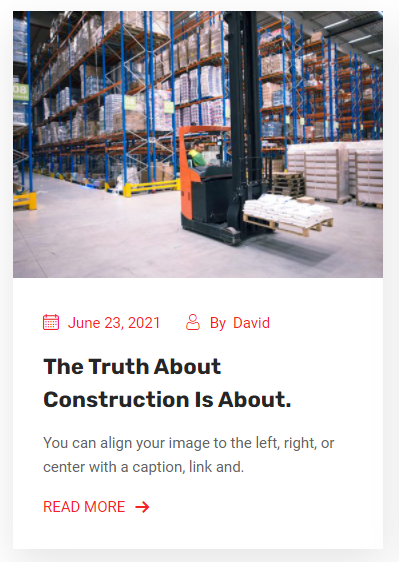 08
June 23, 2021 By David
The Truth About
Construction Is About.
You can align your image to the left, right, or
center with a caption, link and.
READ MORE